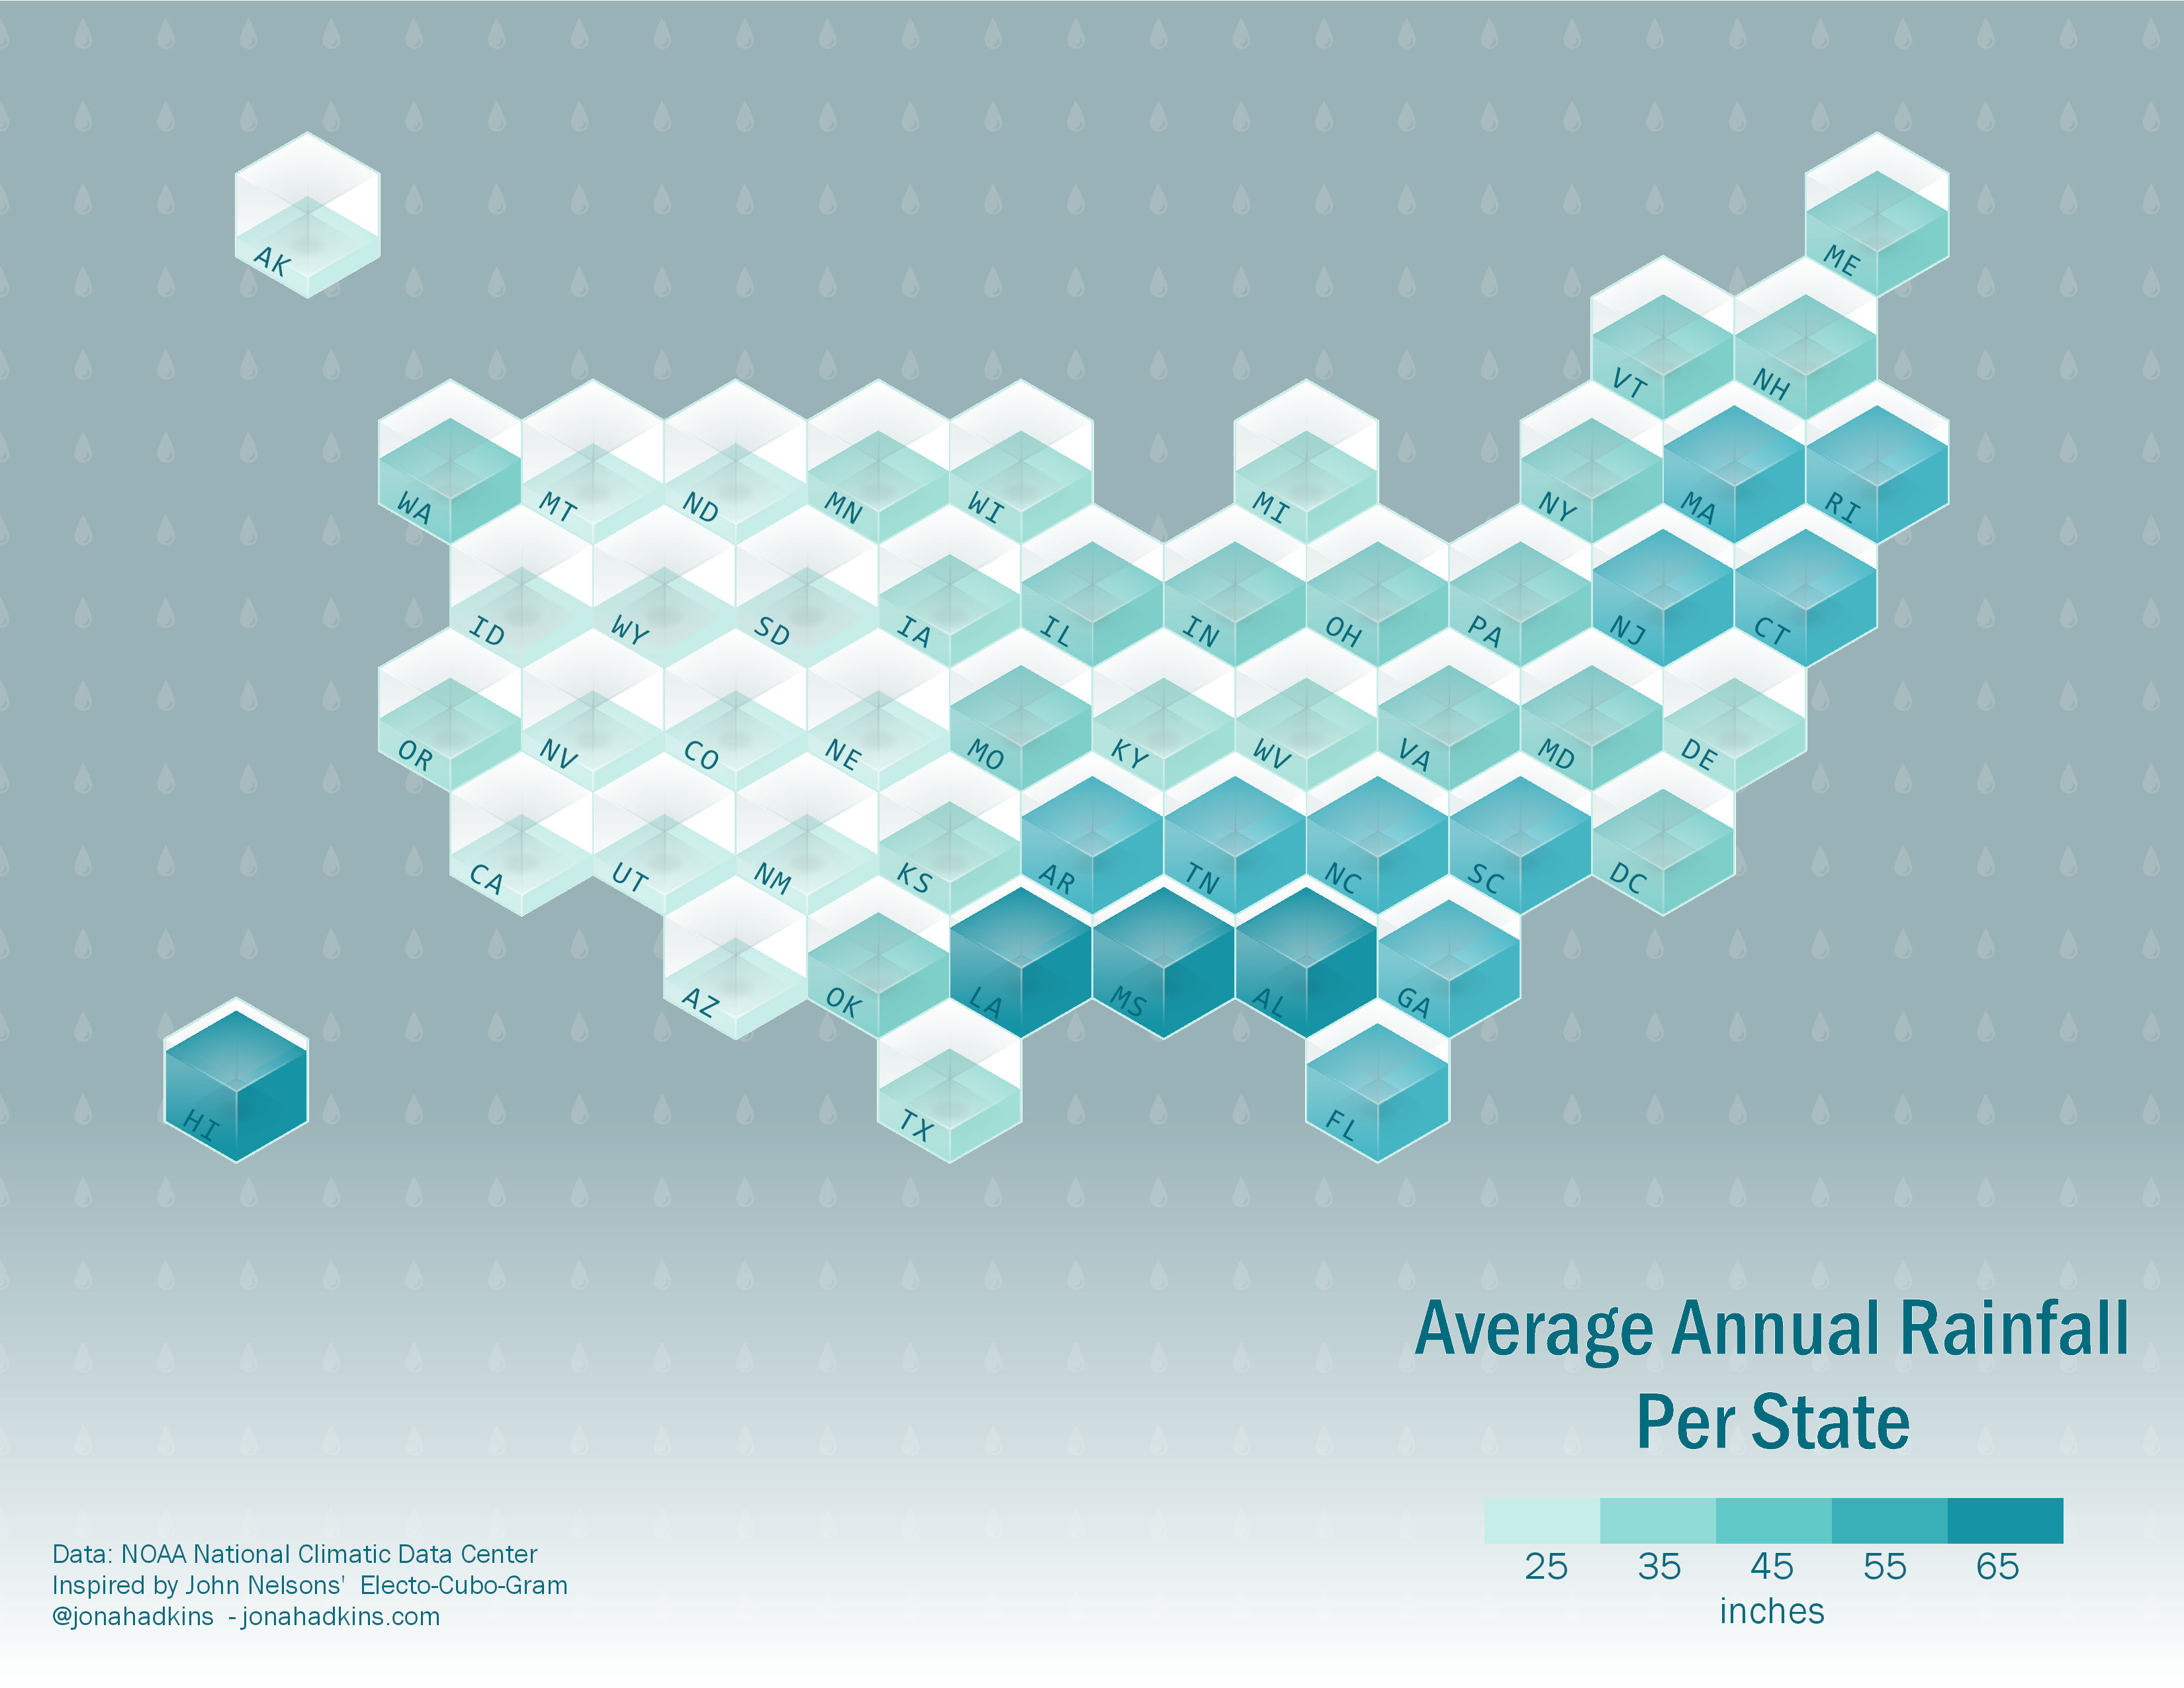 AK
ME
VT
NH
WA
MT
ND
MN
WI
MI
NY
MA
RI
ID
WY
SD
IA
IL
IN
OH
PA
NJ
CT
OR
NV
CO
NE
MO
KY
WV
VA
MD
DE
CA
UT
NM
KS
AR
TN
NC
SC
DC
AZ
OK
LA
MS
AL
GA
HI
TX
FL
Average Annual Rainfall
Per State
25 35 45 55 65
inches
Data: NOAA National Climatic Data Center
Inspired by John Nelsons' Electo-Cubo-Gram
@jonahadkins - jonahadkins.com